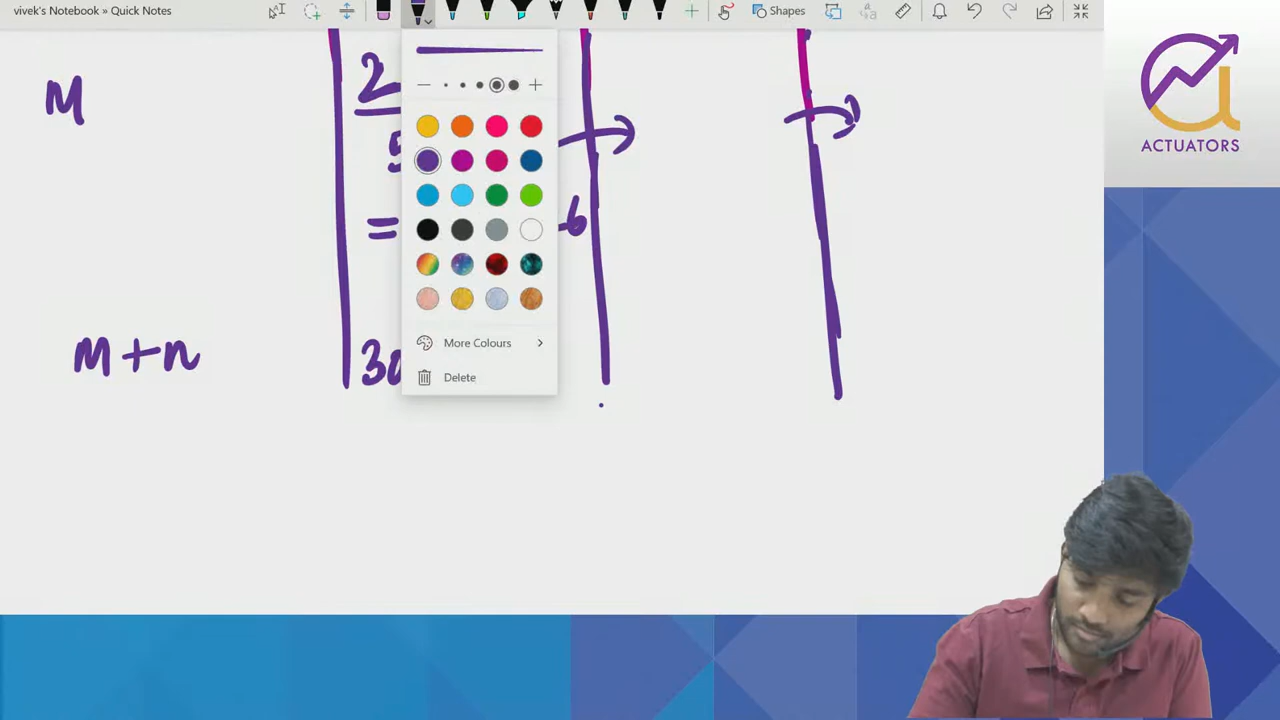 vivek's Notebook » Quick Notes
Shapes
M
2
5
= 6
More Colours
m+n
30
Delete
ACTUATORS